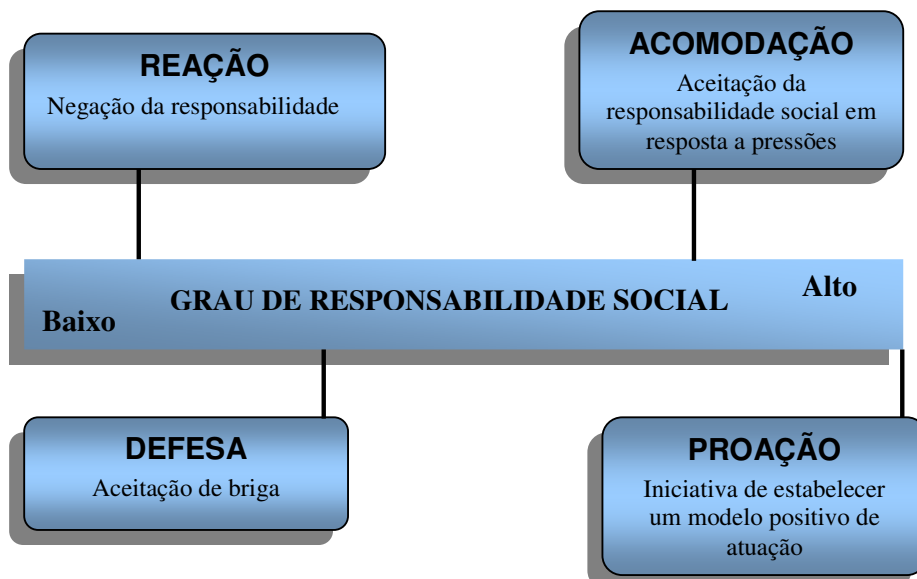 REAÇÃO
Negação da responsabilidade
ACOMODAÇÃO
Aceitação da
responsabilidade social em
resposta a pressões
Baixo
GRAU DE RESPONSABILIDADE SOCIAL
Alto
DEFESA
Aceitação de briga
PROAÇÃO
Iniciativa de estabelecer
um modelo positivo de
atuação